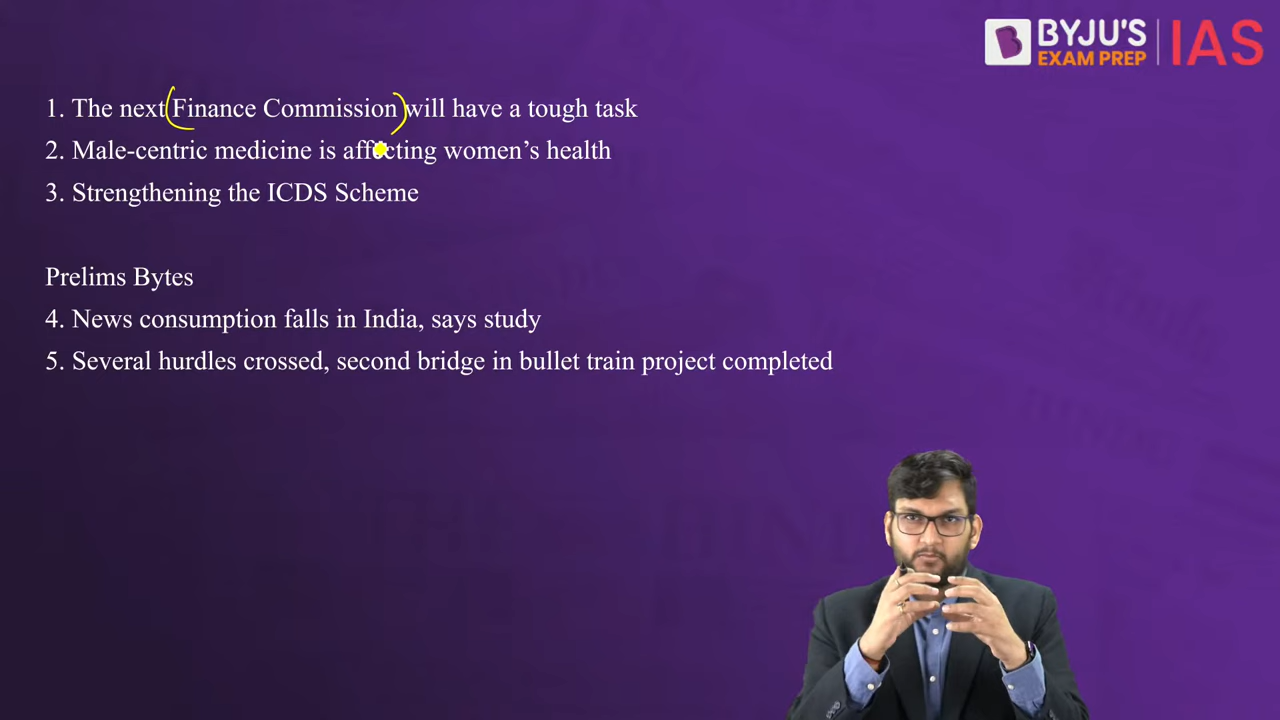 BYJU'S
EXAM PREP
IAS
1. The next Finance Commission will have a tough task
2. Male-centric medicine is affecting women's health
3. Strengthening the ICDS Scheme
Prelims Bytes
4. News consumption falls in India, says study
5. Several hurdles crossed, second bridge in bullet train project completed